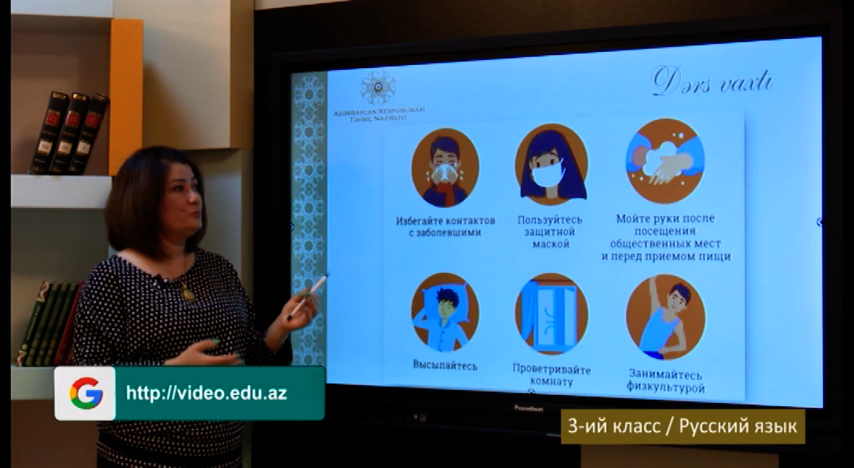 Dərs vaxtı
AZƏRBAYCAN RESPUBLİKASI
TƏHSİL NAZİRLİYİ
Избегайте контактов
с заболевшими
Пользуйтесь
защитной
маской
Мойте руки после
посещения
общественных мест
и перед приемом пищи
Высыпайтесь
Проветривайте
комнату
Занимайтесь
физкультурой
Promethean
http://video.edu.az
3-ий класс / Русский язык